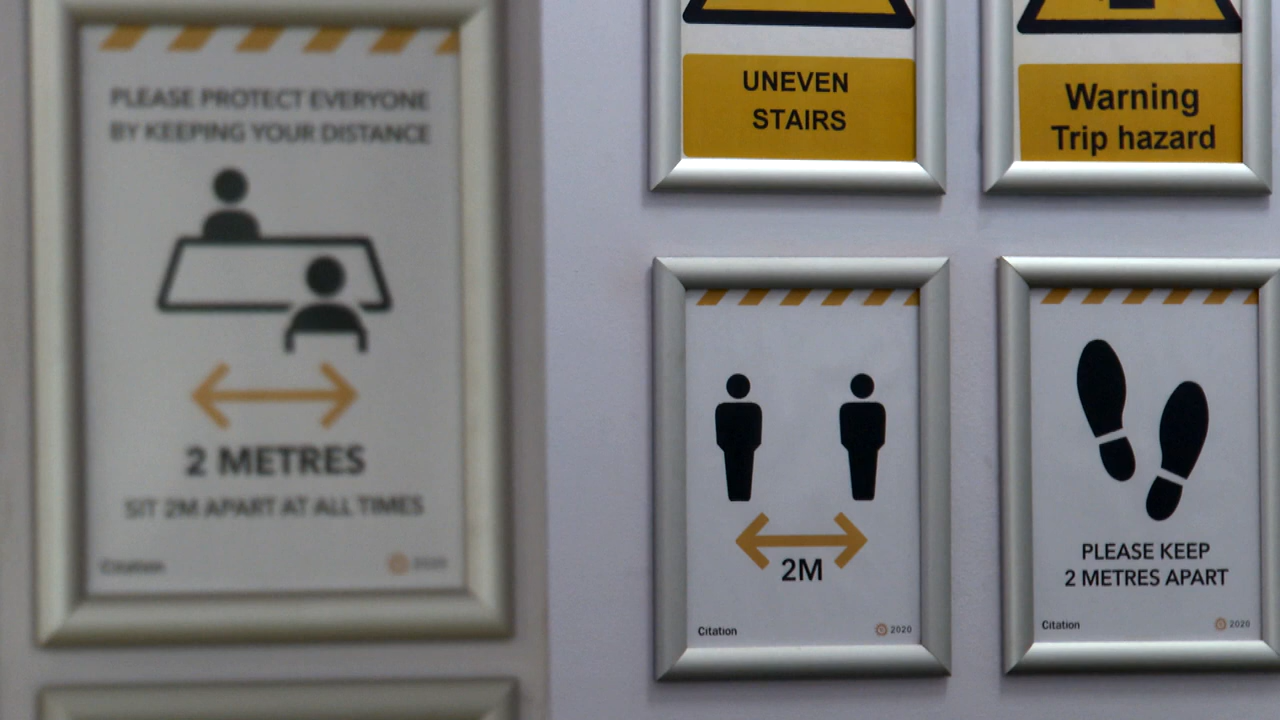 PLEASE PROTECT EVERYONE
BY KEEPING YOUR DISTANCE
2 METRES
SIT 2M APART AT ALL TIMES
Citation
2020
UNEVEN
STAIRS
Warning
Trip hazard
2M
Citation
2020
PLEASE KEEP
2 METRES APART
Citation
2020